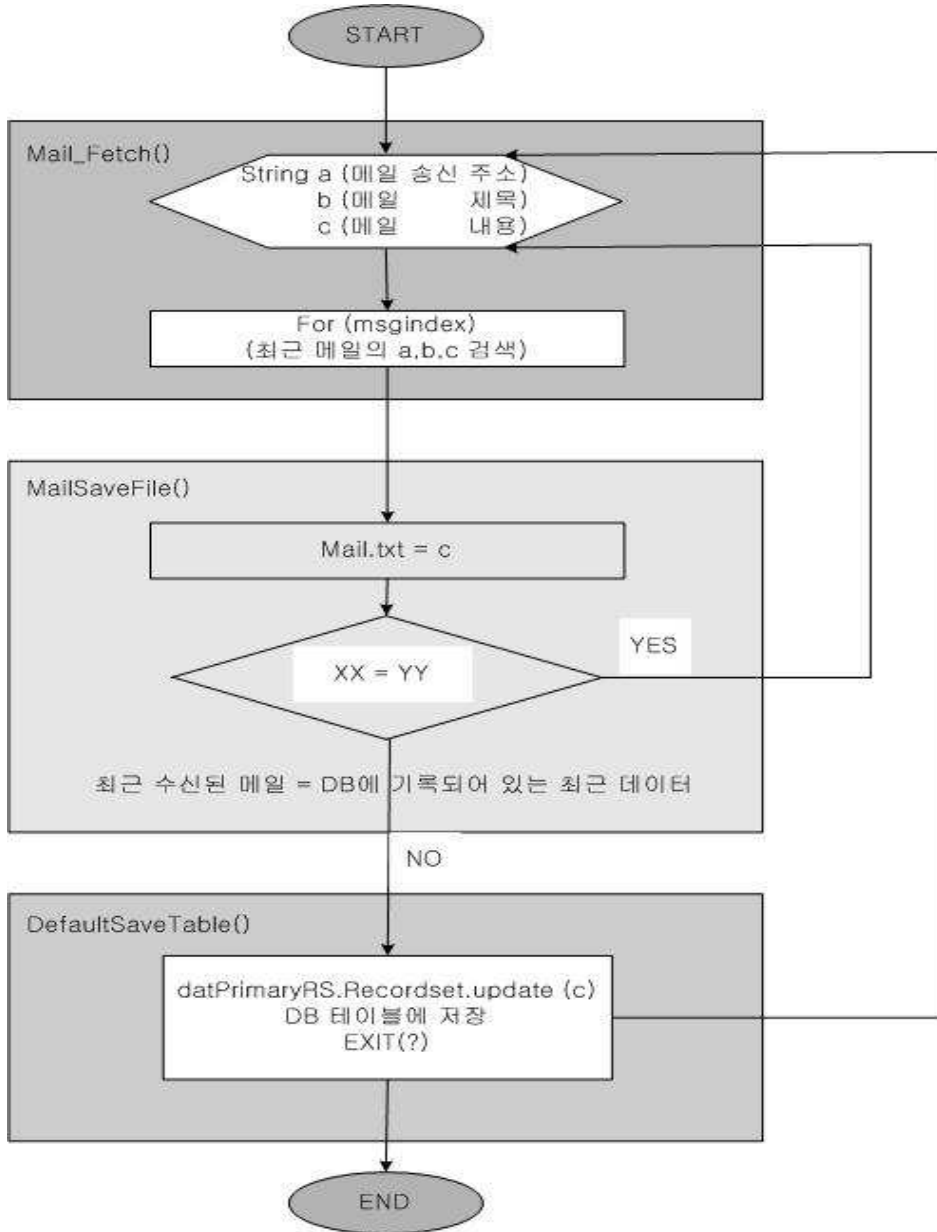 START
Mail_Fetch()
String a (메일 송신 주소)
b (메일 제목)
c (메일 내용)
For (msgindex)
(최근 메일의 a,b,c 검색)
MailSaveFile()
Mail.txt = c
XX = YY
YES
최근 수신된 메일 = DB에 기록되어 있는 최근 데이터
NO
DefaultSaveTable()
datPrimaryRS.Recordset.update (c)
DB 테이블에 저장
EXIT(?)
END